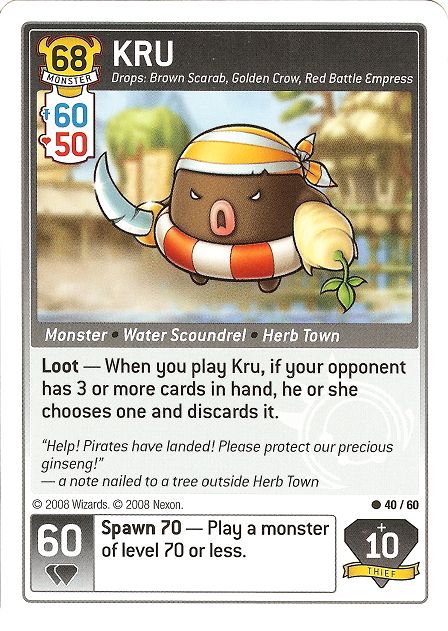 68
MONSTER
KRU
Drops: Brown Scarab, Golden Crow, Red Battle Empress
60
50
Monster • Water Scoundrel • Herb Town
Loot — When you play Kru, if your opponent
has 3 or more cards in hand, he or she
chooses one and discards it.
"Help! Pirates have landed! Please protect our precious
ginseng!"
— a note nailed to a tree outside Herb Town
© 2008 Wizards. © 2008 Nexon.
● 40 / 60
60
Spawn 70 — Play a monster
of level 70 or less.
+
10
THIEF